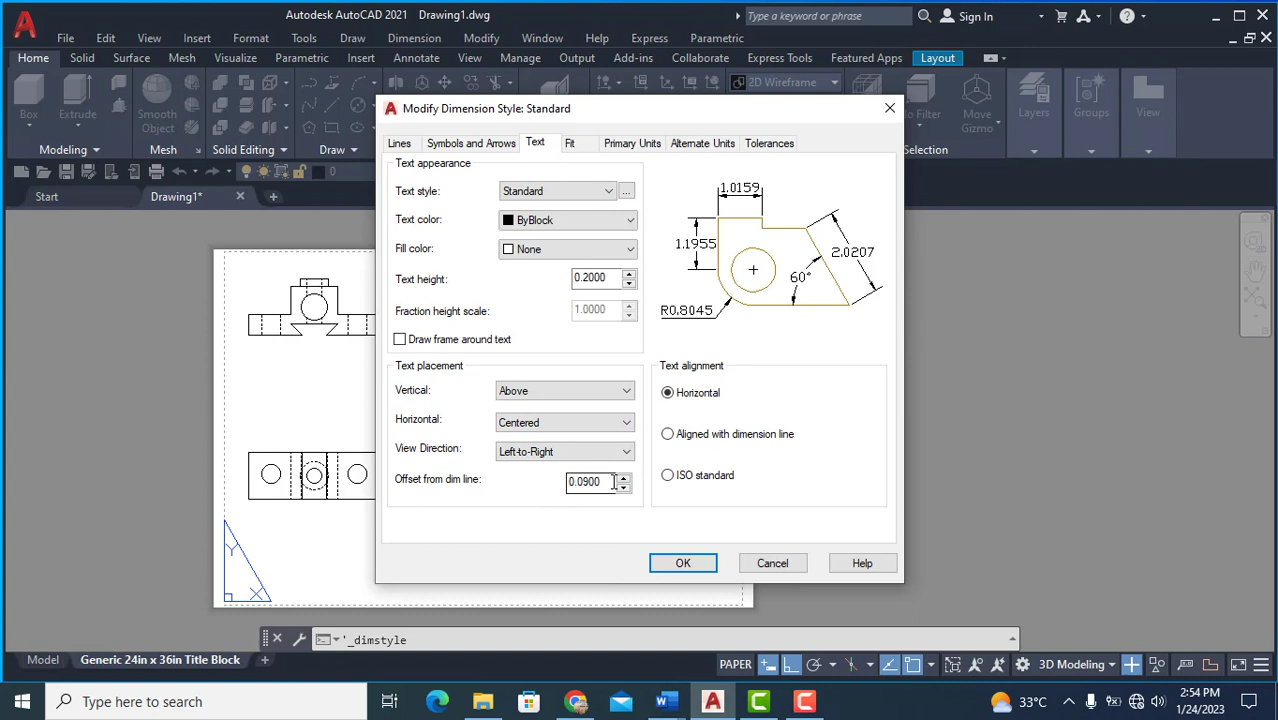 Autodesk AutoCAD 2021 Drawing1.dwg
Type a keyword or phrase
Sign In
File Edit View Insert Format Tools Draw Dimension Modify Window Help Express Parametric
Home Solid Surface Mesh Visualize Parametric Insert Annotate View Manage Output Add-ins Collaborate Express Tools Featured Apps Layout
2D Wireframe
Box Extrude Smooth Object
Filter Move Gizmo Layers Groups View
Modeling Mesh Solid Editing Draw Selection
0
Start Drawing1*
Modify Dimension Style: Standard
Lines Symbols and Arrows Text Fit Primary Units Alternate Units Tolerances
Text appearance
Text style: Standard ...
Text color: ByBlock
Fill color: None
Text height: 0.2000
Fraction height scale: 1.0000
Draw frame around text
1.0159
1.1955
2.0207
60°
R0.8045
Text placement
Vertical: Above
Horizontal: Centered
View Direction: Left-to-Right
Offset from dim line: 0.0900
Text alignment
Horizontal
Aligned with dimension line
ISO standard
OK Cancel Help
Y
X
'_dimstyle
Model Generic 24in x 36in Title Block
PAPER
3D Modeling
Type here to search
33°C
2:54 PM
1/24/2023